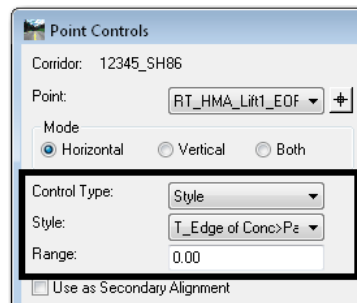 Point Controls
Corridor: 12345_SH86
Point: RT_HMA_Lift1_EOF
Mode
Horizontal Vertical Both
Control Type: Style
Style: T_Edge of Conc>Pa
Range: 0.00
Use as Secondary Alignment